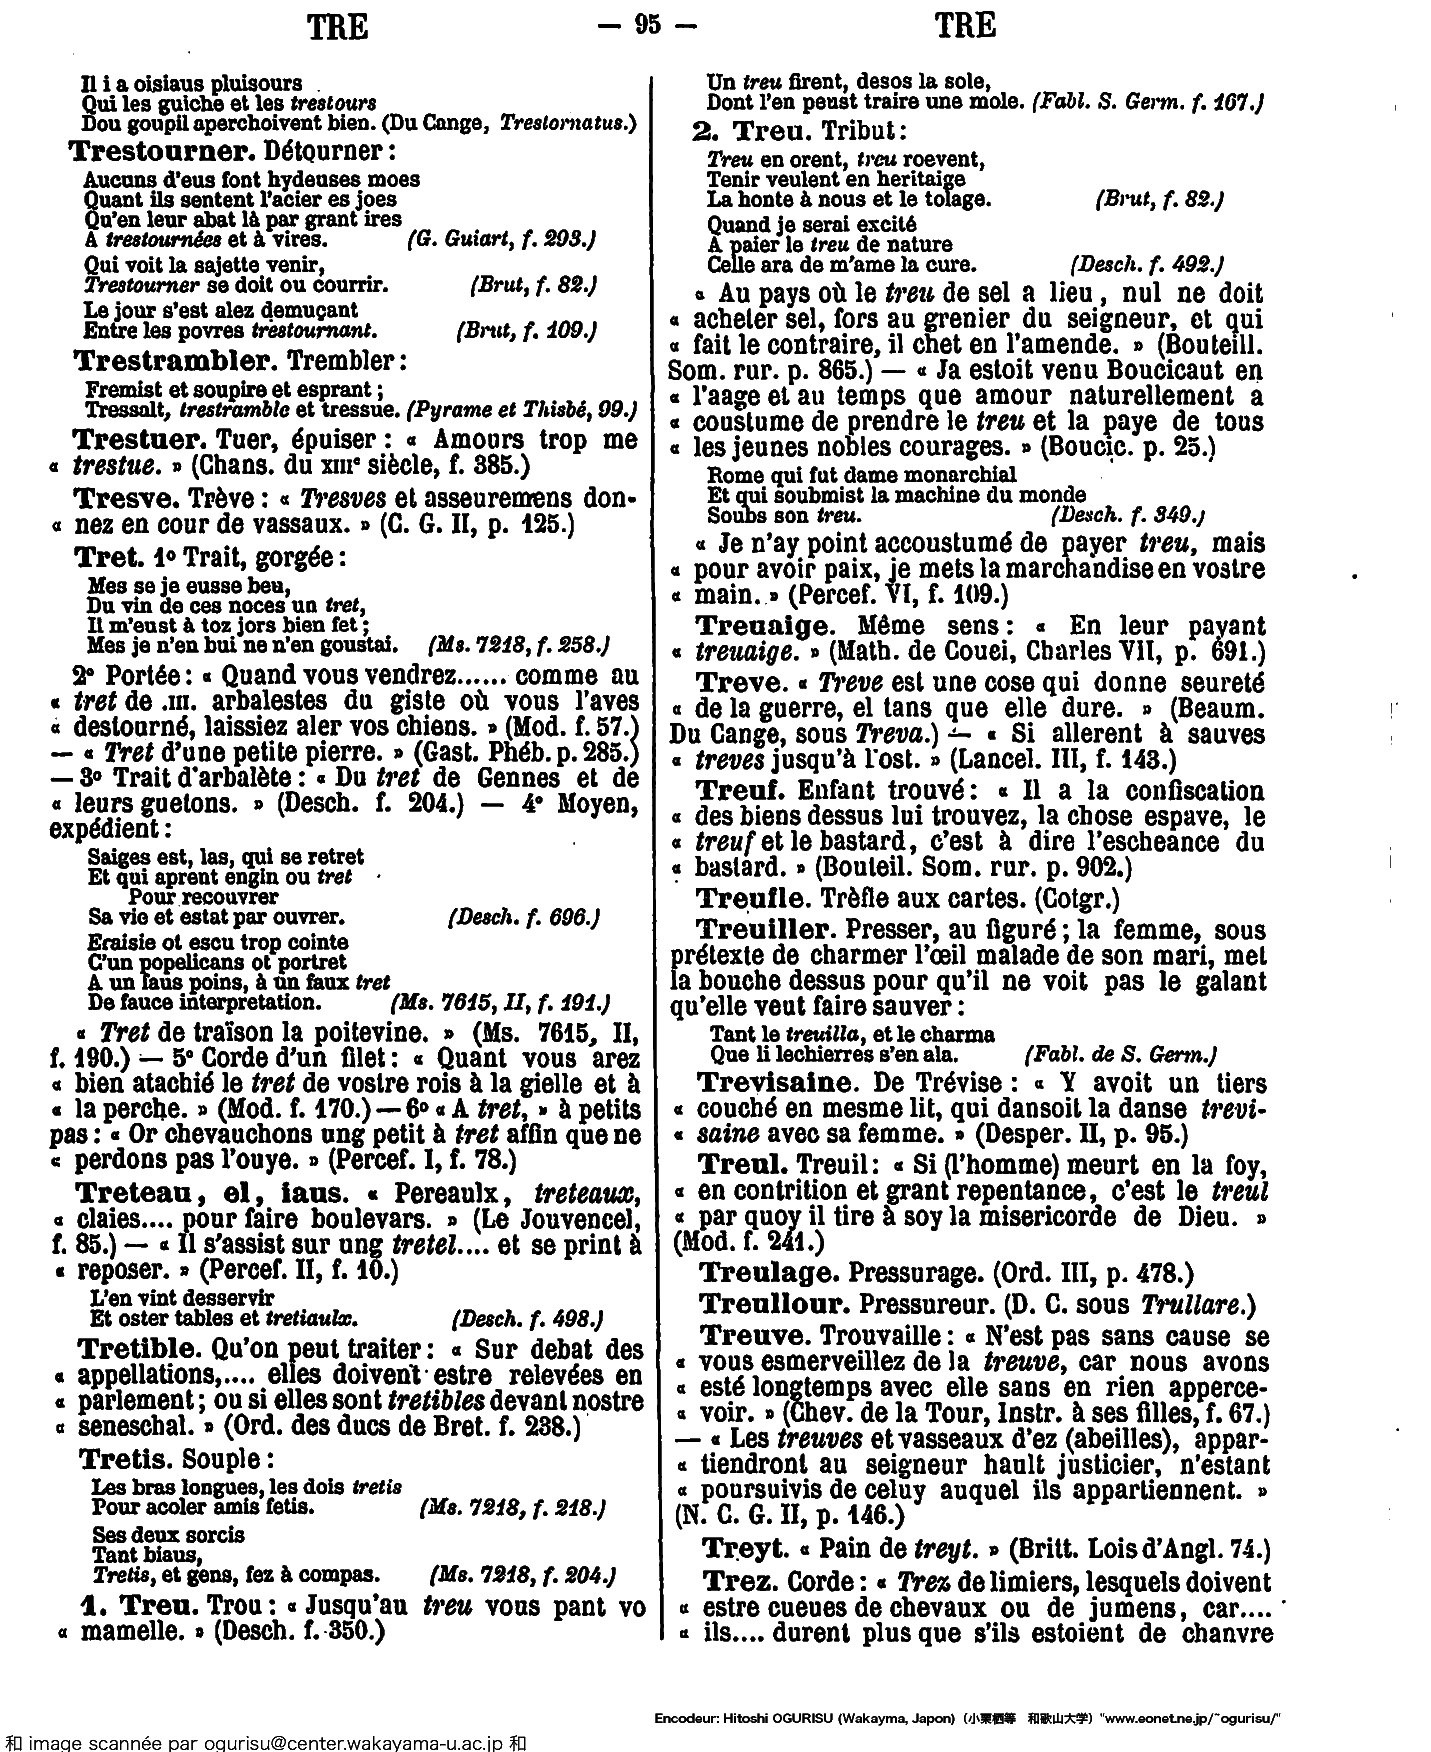 TRE — 95 — TRE
Il i a oisiaus pluisours
Qui les guiche et les trestours
Dou goupil aperchoivent bien. (Du Cange, Trestornatus.)
Trestourner. Détourner :
Aucuns d'eus font hydeuses moes
Quant ils sentent l'acier es joes
Qu'en leur abat là par grant ires
A trestournées et à vires. (G. Guiart, f. 293.)
Qui voit la sajette venir,
Trestourner se doit ou courrir. (Brut, f. 82.)
Le jour s'est alez demuçant
Entre les povres trestournant. (Brut, f. 109.)
Trestrambler. Trembler :
Fremist et soupire et esprant ;
Tressalt, trestramble et tressue. (Pyrame et Thisbé, 99.)
Trestuer. Tuer, épuiser : « Amours trop me
« trestue. » (Chans. du XIIIe siècle, f. 385.)
Tresve. Trève : « Tresves et asseuremens don-
« nez en cour de vassaux. » (C. G. II, p. 125.)
Tret. 1º Trait, gorgée :
Mes se je eusse beu,
Du vin de ces noces un tret,
Il m'eust à toz jors bien fet ;
Mes je n'en bui ne n'en goustai. (Ms. 7218, f. 258.)
2º Portée : « Quand vous vendrez...... comme au
« tret de .III. arbalestes du giste où vous l'aves
« destourné, laissiez aler vos chiens. » (Mod. f. 57.)
— « Tret d'une petite pierre. » (Gast. Phéb. p. 285.)
— 3º Trait d'arbalète : « Du tret de Gennes et de
« leurs guetons. » (Desch. f. 204.) — 4º Moyen,
expédient :
Saiges est, las, qui se retret
Et qui aprent engin ou tret
Pour recouvrer
Sa vie et estat par ouvrer. (Desch. f. 696.)
Eraisie ot escu trop cointe
C'un popelicans ot portret
A un faus poins, à un faux tret
De fauce interpretation. (Ms. 7615, II, f. 191.)
« Tret de traïson la poitevine. » (Ms. 7615, II,
f. 190.) — 5º Corde d'un filet : « Quant vous arez
« bien atachié le tret de vostre rois à la gielle et à
« la perche. » (Mod. f. 170.) — 6º « A tret, » à petits
pas : « Or chevauchons ung petit à tret affin que ne
« perdons pas l'ouye. » (Percef. I, f. 78.)
Treteau, el, iaus. « Pereaulx, treteaux,
« claies.... pour faire boulevars. » (Le Jouvencel,
f. 85.) — « Il s'assist sur ung tretel.... et se print à
« reposer. » (Percef. II, f. 10.)
L'en vint desservir
Et oster tables et tretiaulx. (Desch. f. 498.)
Tretible. Qu'on peut traiter : « Sur debat des
« appellations,.... elles doivent estre relevées en
« parlement ; ou si elles sont tretibles devant nostre
« seneschal. » (Ord. des ducs de Bret. f. 238.)
Tretis. Souple :
Les bras longues, les dois tretis
Pour acoler amis fetis. (Ms. 7218, f. 218.)
Ses deux sorcis
Tant biaus,
Tretis, et gens, fez à compas. (Ms. 7218, f. 204.)
1. Treu. Trou : « Jusqu'au treu vous pant vo
« mamelle. » (Desch. f. 350.)
Un treu firent, desos la sole,
Dont l'en peust traire une mole. (Fabl. S. Germ. f. 167.)
2. Treu. Tribut :
Treu en orent, treu roevent,
Tenir veulent en heritaige
La honte à nous et le tolage. (Brut, f. 82.)
Quand je serai excité
A paier le treu de nature
Celle ara de m'ame la cure. (Desch. f. 492.)
« Au pays où le treu de sel a lieu, nul ne doit
« acheter sel, fors au grenier du seigneur, et qui
« fait le contraire, il chet en l'amende. » (Bouteill.
Som. rur. p. 865.) — « Ja estoit venu Boucicaut en
« l'aage et au temps que amour naturellement a
« coustume de prendre le treu et la paye de tous
« les jeunes nobles courages. » (Boucic. p. 25.)
Rome qui fut dame monarchial
Et qui soubmist la machine du monde
Soubs son treu. (Desch. f. 349.)
« Je n'ay point accoustumé de payer treu, mais
« pour avoir paix, je mets la marchandise en vostre
« main. » (Percef. VI, f. 109.)
Treuaige. Même sens : « En leur payant
« treuaige. » (Math. de Couci, Charles VII, p. 691.)
Treve. « Treve est une cose qui donne seureté
« de la guerre, el tans que elle dure. » (Beaum.
Du Cange, sous Treva.) — « Si allerent à sauves
« treves jusqu'à l'ost. » (Lancel. III, f. 143.)
Treuf. Enfant trouvé : « Il a la confiscation
« des biens dessus lui trouvez, la chose espave, le
« treuf et le bastard, c'est à dire l'escheance du
« bastard. » (Bouteil. Som. rur. p. 902.)
Treufle. Trèfle aux cartes. (Cotgr.)
Treuiller. Presser, au figuré ; la femme, sous
prétexte de charmer l'œil malade de son mari, met
la bouche dessus pour qu'il ne voit pas le galant
qu'elle veut faire sauver :
Tant le treuilla, et le charma
Que li lechierres s'en ala. (Fabl. de S. Germ.)
Trevisaine. De Trévise : « Y avoit un tiers
« couché en mesme lit, qui dansoit la danse trevi-
« saine avec sa femme. » (Desper. II, p. 95.)
Treul. Treuil : « Si (l'homme) meurt en la foy,
« en contrition et grant repentance, c'est le treul
« par quoy il tire à soy la misericorde de Dieu. »
(Mod. f. 241.)
Treulage. Pressurage. (Ord. III, p. 478.)
Treullour. Pressureur. (D. C. sous Trullare.)
Treuve. Trouvaille : « N'est pas sans cause se
« vous esmerveillez de la treuve, car nous avons
« esté longtemps avec elle sans en rien apperce-
« voir. » (Chev. de la Tour, Instr. à ses filles, f. 67.)
— « Les treuves et vasseaux d'ez (abeilles), appar-
« tiendront au seigneur hault justicier, n'estant
« poursuivis de celuy auquel ils appartiennent. »
(N. C. G. II, p. 146.)
Treyt. « Pain de treyt. » (Britt. Lois d'Angl. 74.)
Trez. Corde : « Trez de limiers, lesquels doivent
« estre cueues de chevaux ou de jumens, car....
« ils.... durent plus que s'ils estoient de chanvre
Encodeur: Hitoshi OGURISU (Wakayma, Japon) (小栗栖等 和歌山大学) "www.eonet.ne.jp/~ogurisu/"
和 image scannée par ogurisu@center.wakayama-u.ac.jp 和